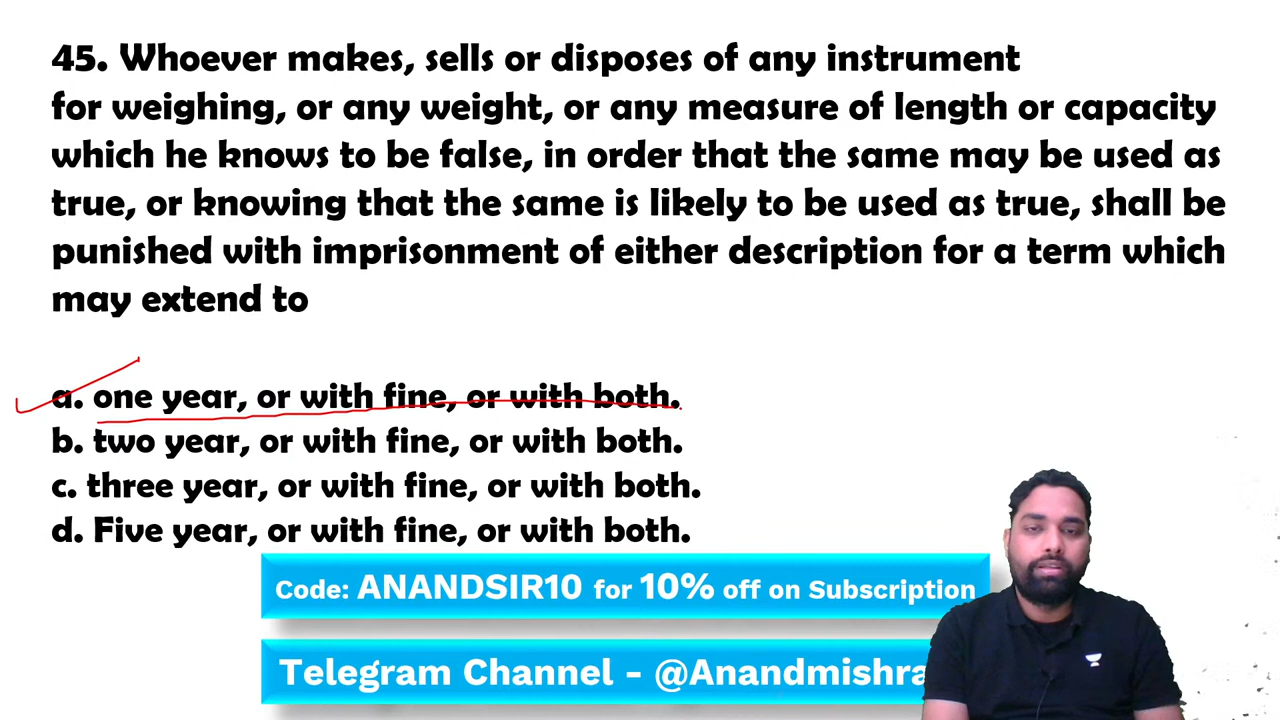 45. Whoever makes, sells or disposes of any instrument
for weighing, or any weight, or any measure of length or capacity
which he knows to be false, in order that the same may be used as
true, or knowing that the same is likely to be used as true, shall be
punished with imprisonment of either description for a term which
may extend to
a. one year, or with fine, or with both.
b. two year, or with fine, or with both.
c. three year, or with fine, or with both.
d. Five year, or with fine, or with both.
Code: ANANDSIR10 for 10% off on Subscription
Telegram Channel - @Anandmishra